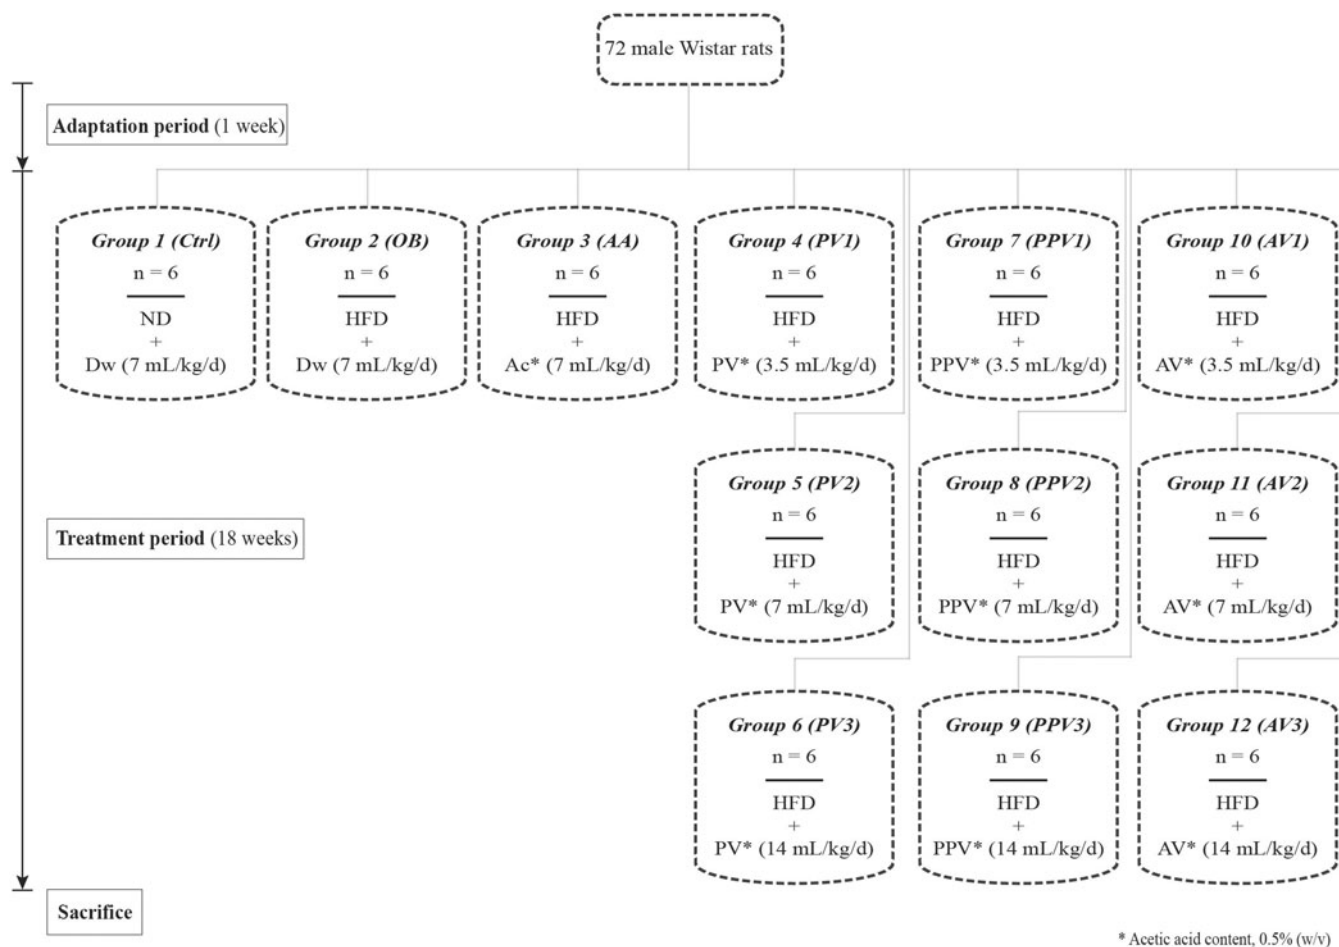 72 male Wistar rats
Adaptation period (1 week)
Group 1 (Ctrl)
n = 6
ND
+
Dw (7 mL/kg/d)
Group 2 (OB)
n = 6
HFD
+
Dw (7 mL/kg/d)
Group 3 (AA)
n = 6
HFD
+
Ac* (7 mL/kg/d)
Group 4 (PV1)
n = 6
HFD
+
PV* (3.5 mL/kg/d)
Group 7 (PPV1)
n = 6
HFD
+
PPV* (3.5 mL/kg/d)
Group 10 (AV1)
n = 6
HFD
+
AV* (3.5 mL/kg/d)
Treatment period (18 weeks)
Group 5 (PV2)
n = 6
HFD
+
PV* (7 mL/kg/d)
Group 8 (PPV2)
n = 6
HFD
+
PPV* (7 mL/kg/d)
Group 11 (AV2)
n = 6
HFD
+
AV* (7 mL/kg/d)
Group 6 (PV3)
n = 6
HFD
+
PV* (14 mL/kg/d)
Group 9 (PPV3)
n = 6
HFD
+
PPV* (14 mL/kg/d)
Group 12 (AV3)
n = 6
HFD
+
AV* (14 mL/kg/d)
Sacrifice
* Acetic acid content, 0.5% (w/v)